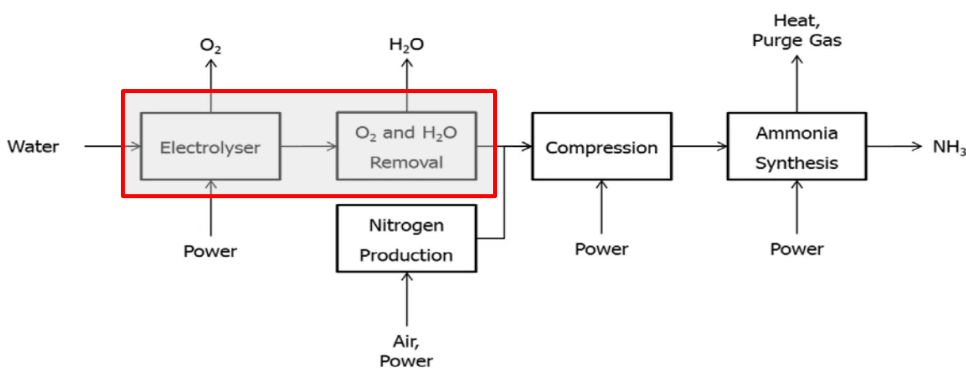 Heat,
Purge Gas
O₂
H₂O
Water
Electrolyser
O₂ and H₂O
Removal
Compression
Ammonia
Synthesis
NH₃
Power
Nitrogen
Production
Power
Power
Air,
Power